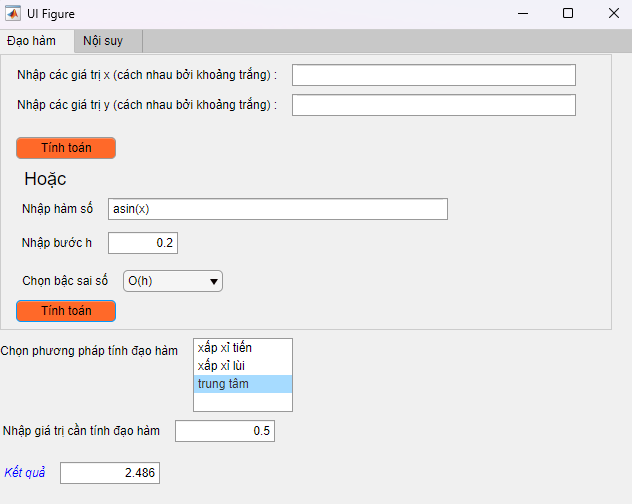 UI Figure
Đạo hàm
Nội suy
Nhập các giá trị x (cách nhau bởi khoảng trắng) :
Nhập các giá trị y (cách nhau bởi khoảng trắng) :
Tính toán
Hoặc
Nhập hàm số
asin(x)
Nhập bước h
0.2
Chọn bậc sai số
O(h)
Tính toán
Chọn phương pháp tính đạo hàm
xấp xỉ tiến
xấp xỉ lùi
trung tâm
Nhập giá trị cần tính đạo hàm
0.5
Kết quả
2.486